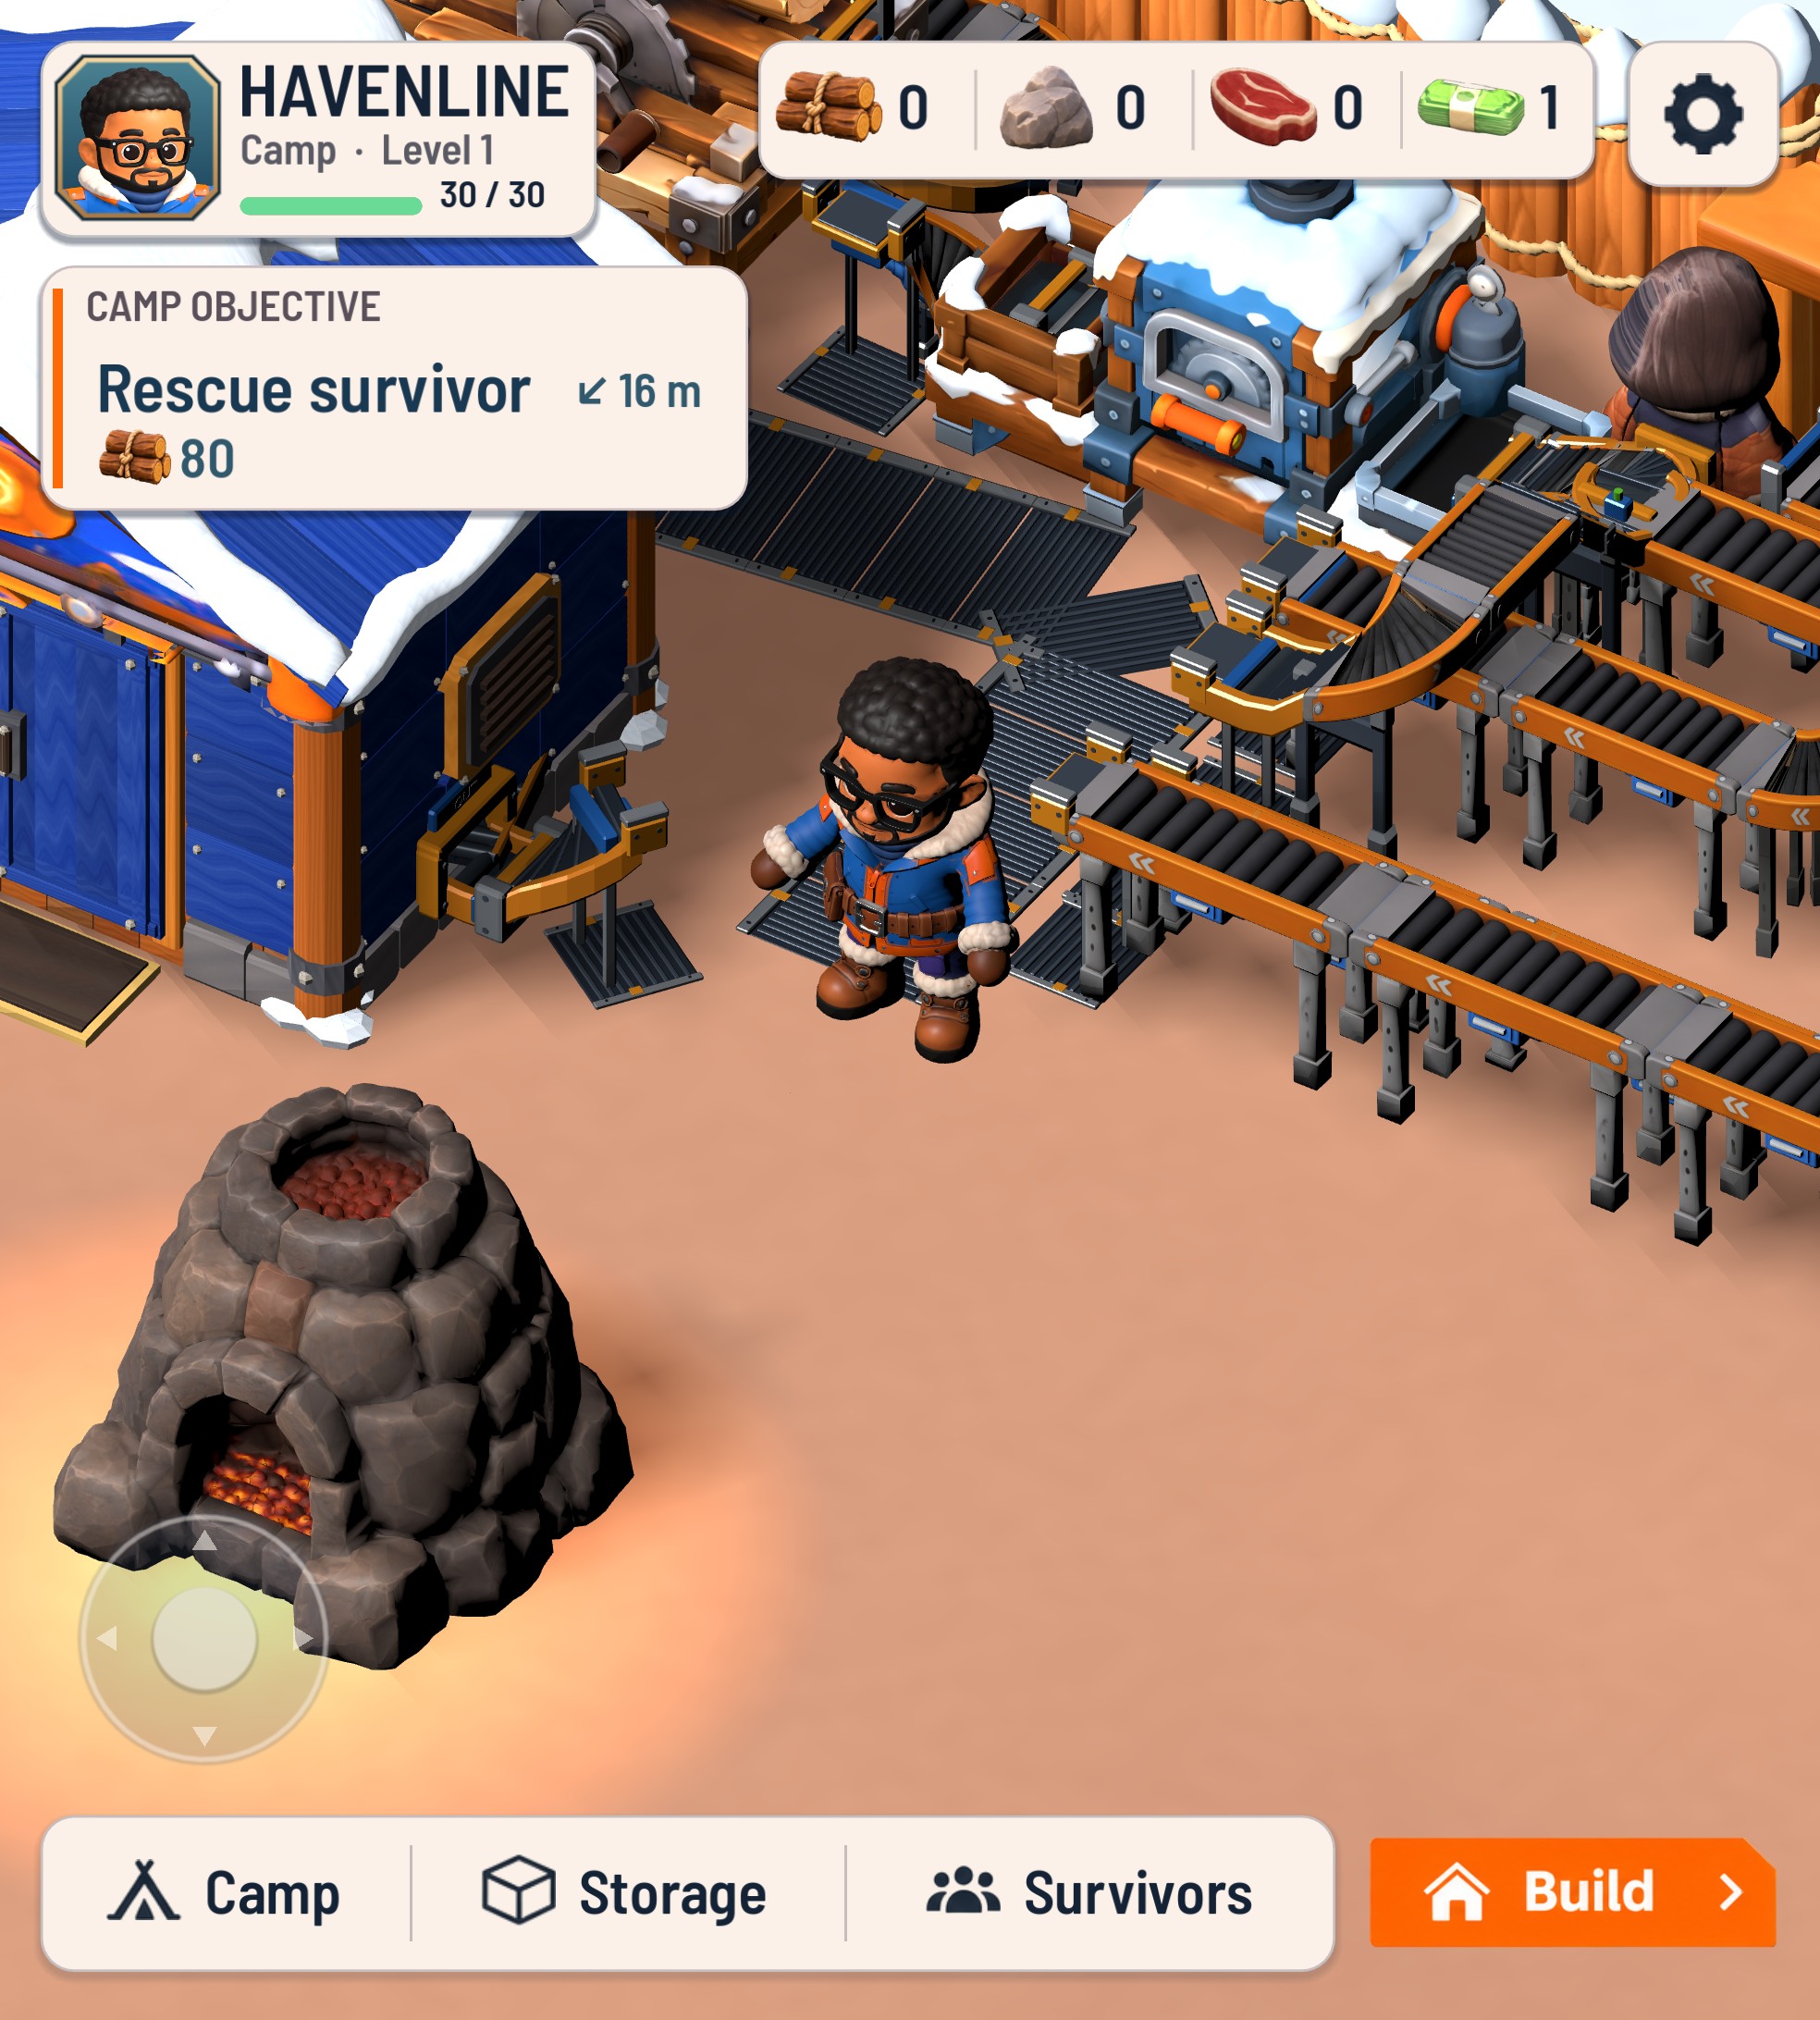 HAVENLINE
Camp · Level 1
30 / 30
0
0
0
1
CAMP OBJECTIVE
Rescue survivor ↙ 16 m
80
Camp
Storage
Survivors
Build